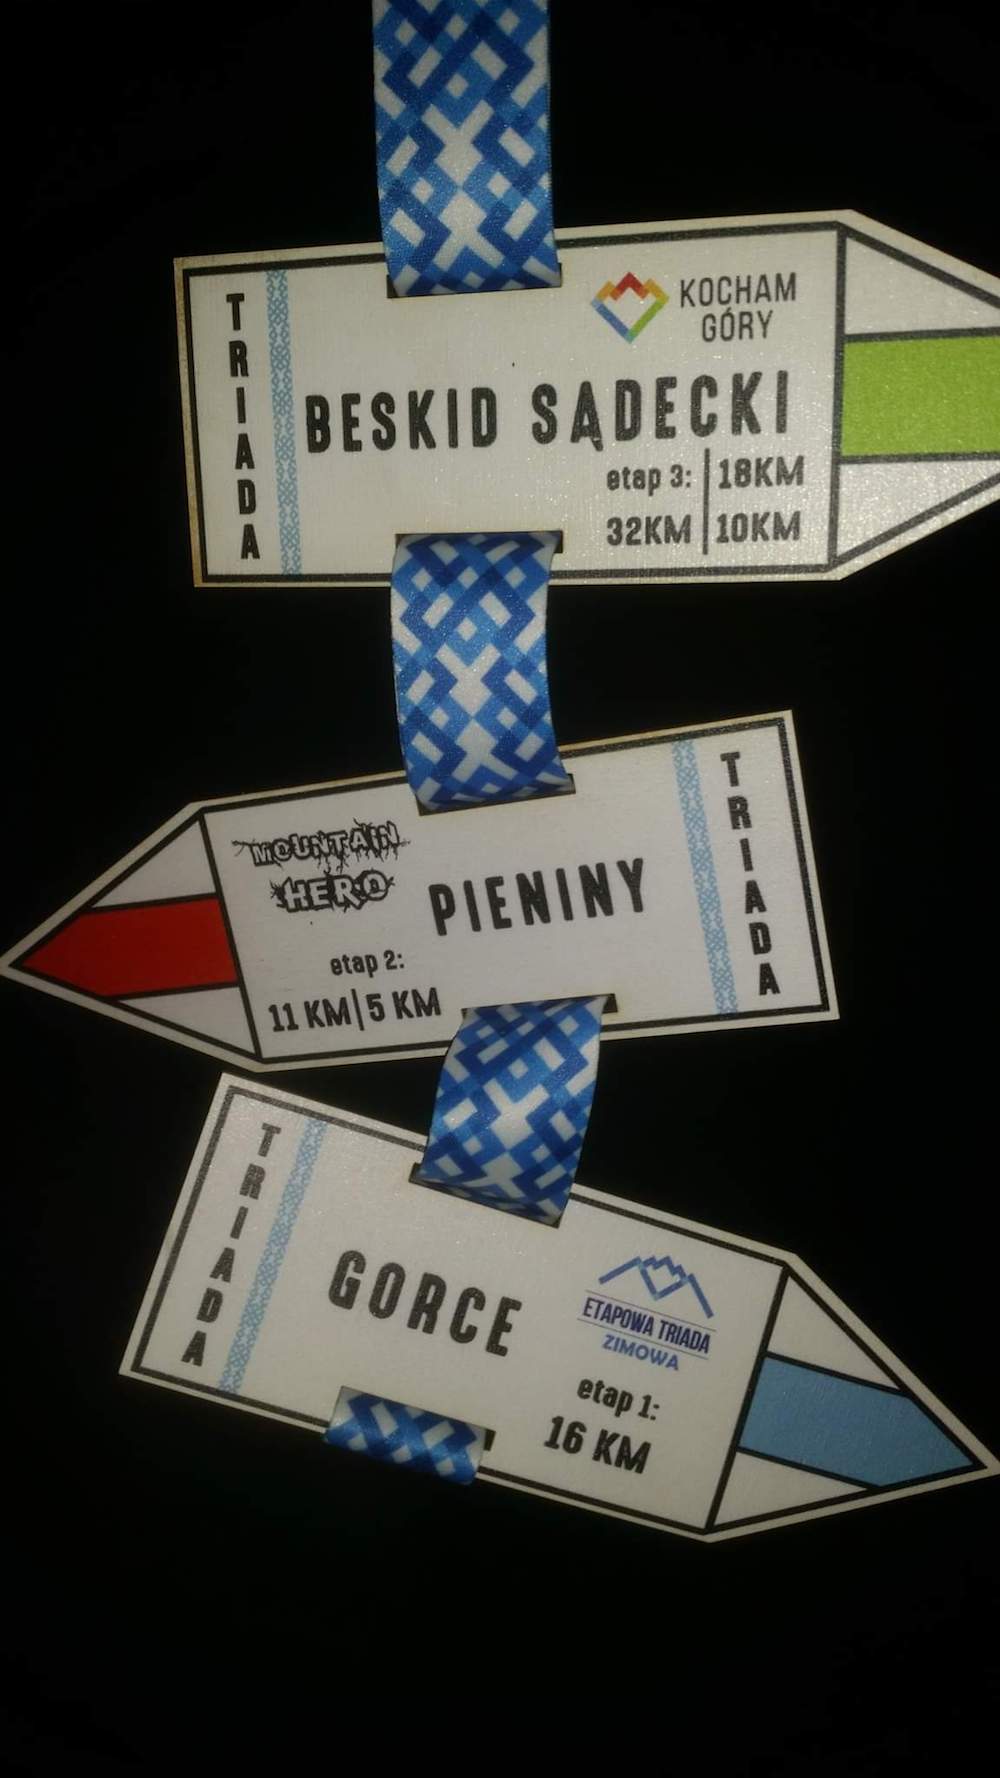 TRIADA
KOCHAM
GÓRY
BESKID SĄDECKI
etap 3: | 18KM
32KM | 10KM
MOUNTAIN
HERO
PIENINY
etap 2:
11 KM | 5 KM
TRIADA
TRIADA
GORCE
ETAPOWA TRIADA
ZIMOWA
etap 1:
16 KM